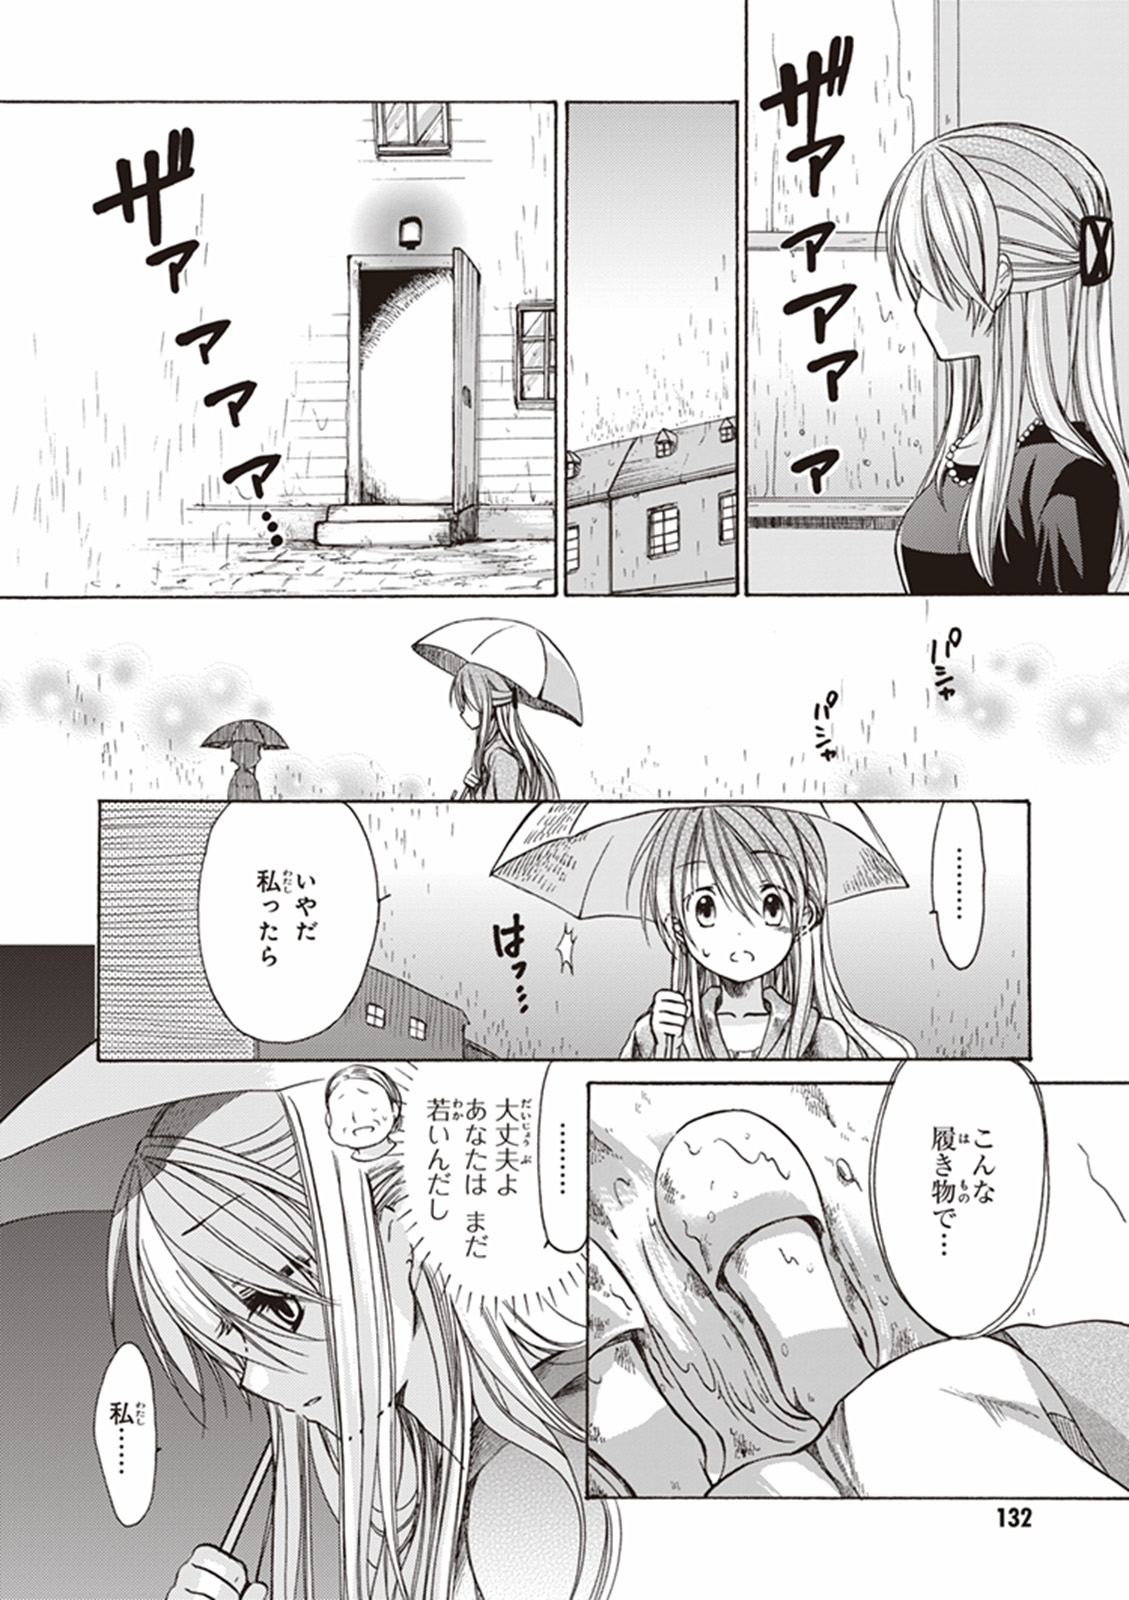 ザァァァァ
ザァァァァ…
パシャ
パシャ
………
はっ…
いやだ
私ったら
こんな
履き物で…
………
大丈夫よ
あなたは まだ
若いんだし
私……
132